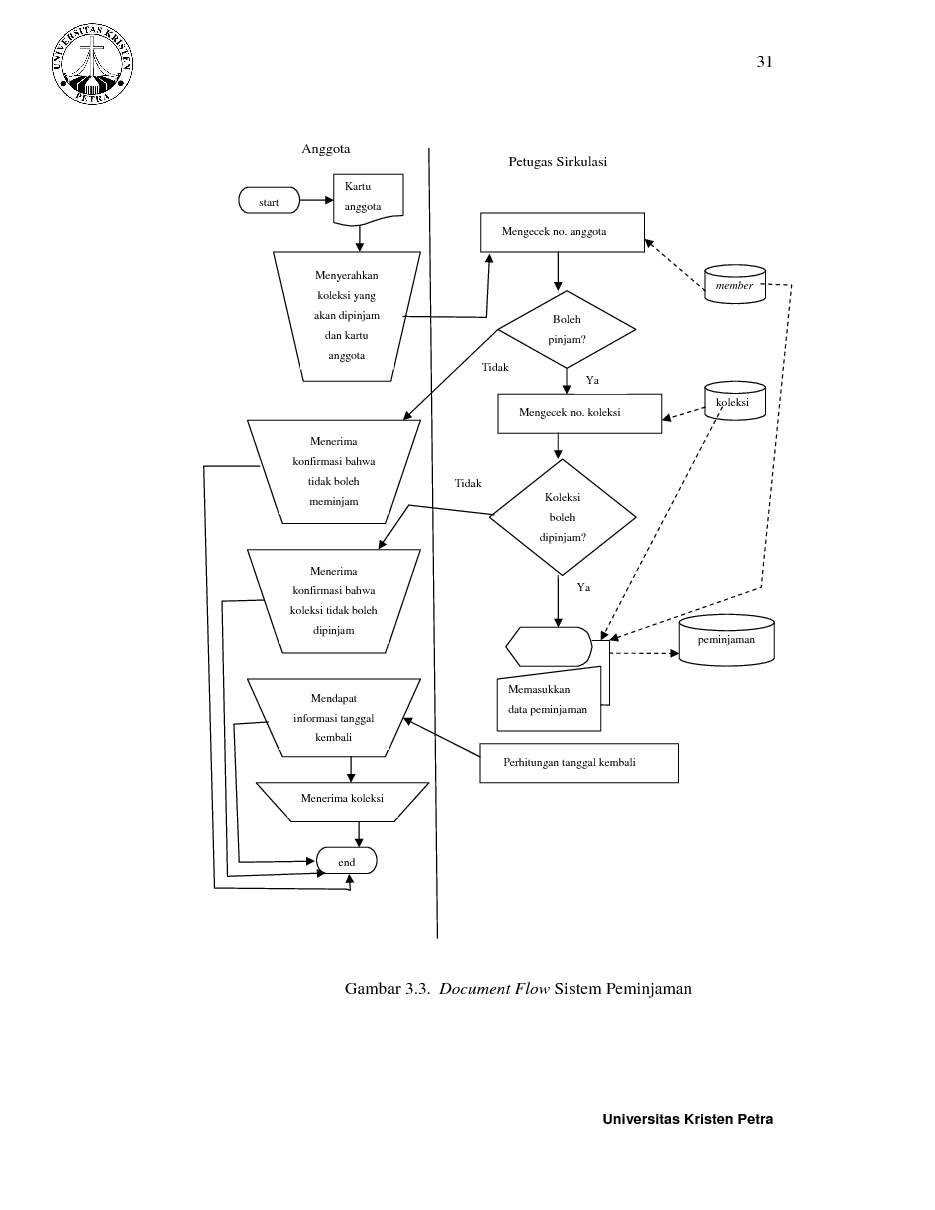 UNIVERSITAS KRISTEN
PETRA
31
Anggota
Petugas Sirkulasi
start
Kartu
anggota
Mengecek no. anggota
Menyerahkan
koleksi yang
akan dipinjam
dan kartu
anggota
member
Boleh
pinjam?
Tidak
Ya
koleksi
Mengecek no. koleksi
Menerima
konfirmasi bahwa
tidak boleh
meminjam
Tidak
Koleksi
boleh
dipinjam?
Ya
Menerima
konfirmasi bahwa
koleksi tidak boleh
dipinjam
peminjaman
Memasukkan
data peminjaman
Mendapat
informasi tanggal
kembali
Perhitungan tanggal kembali
Menerima koleksi
end
Gambar 3.3. Document Flow Sistem Peminjaman
Universitas Kristen Petra